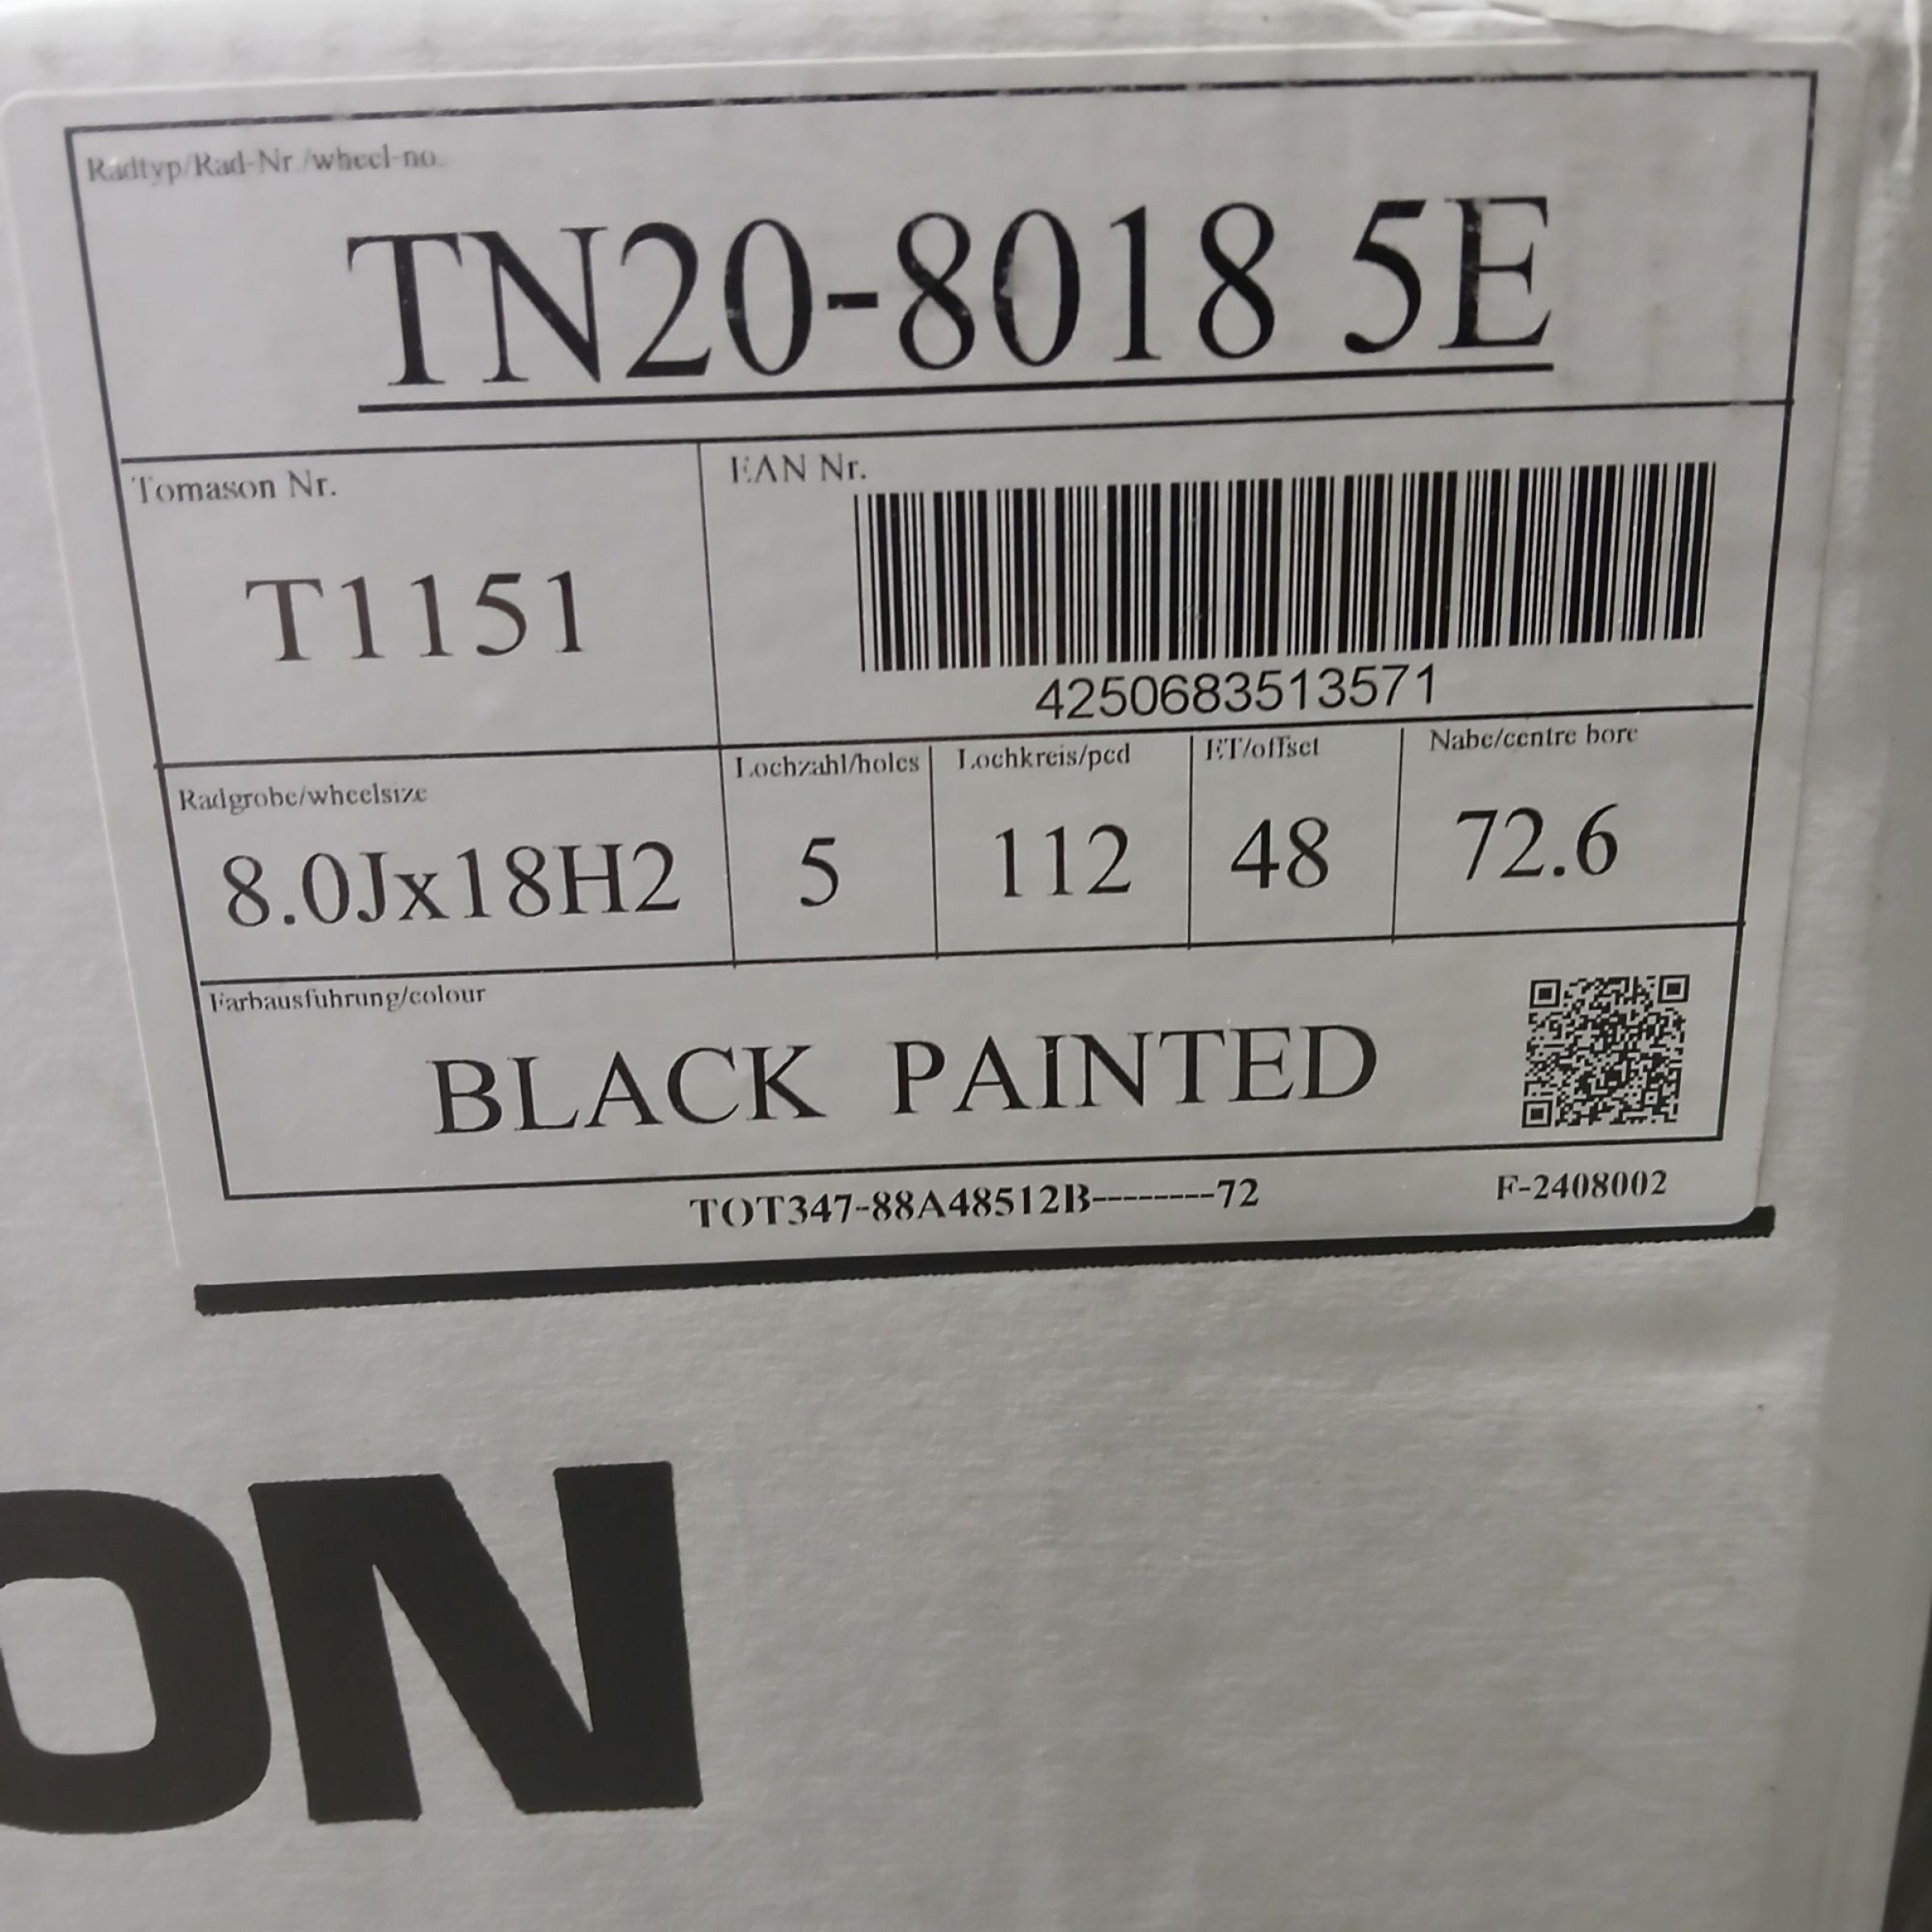 Radtyp/Rad-Nr./wheel-no.
TN20-8018 5E
Tomason Nr.
T1151
EAN Nr.
4250683513571
Radgrobe/wheelsize
8.0Jx18H2
Lochzahl/holes
5
Lochkreis/pcd
112
ET/offset
48
Nabe/centre bore
72.6
Farbausfuhrung/colour
BLACK PAINTED
TOT347-88A48512B--------72
F-2408002
ON